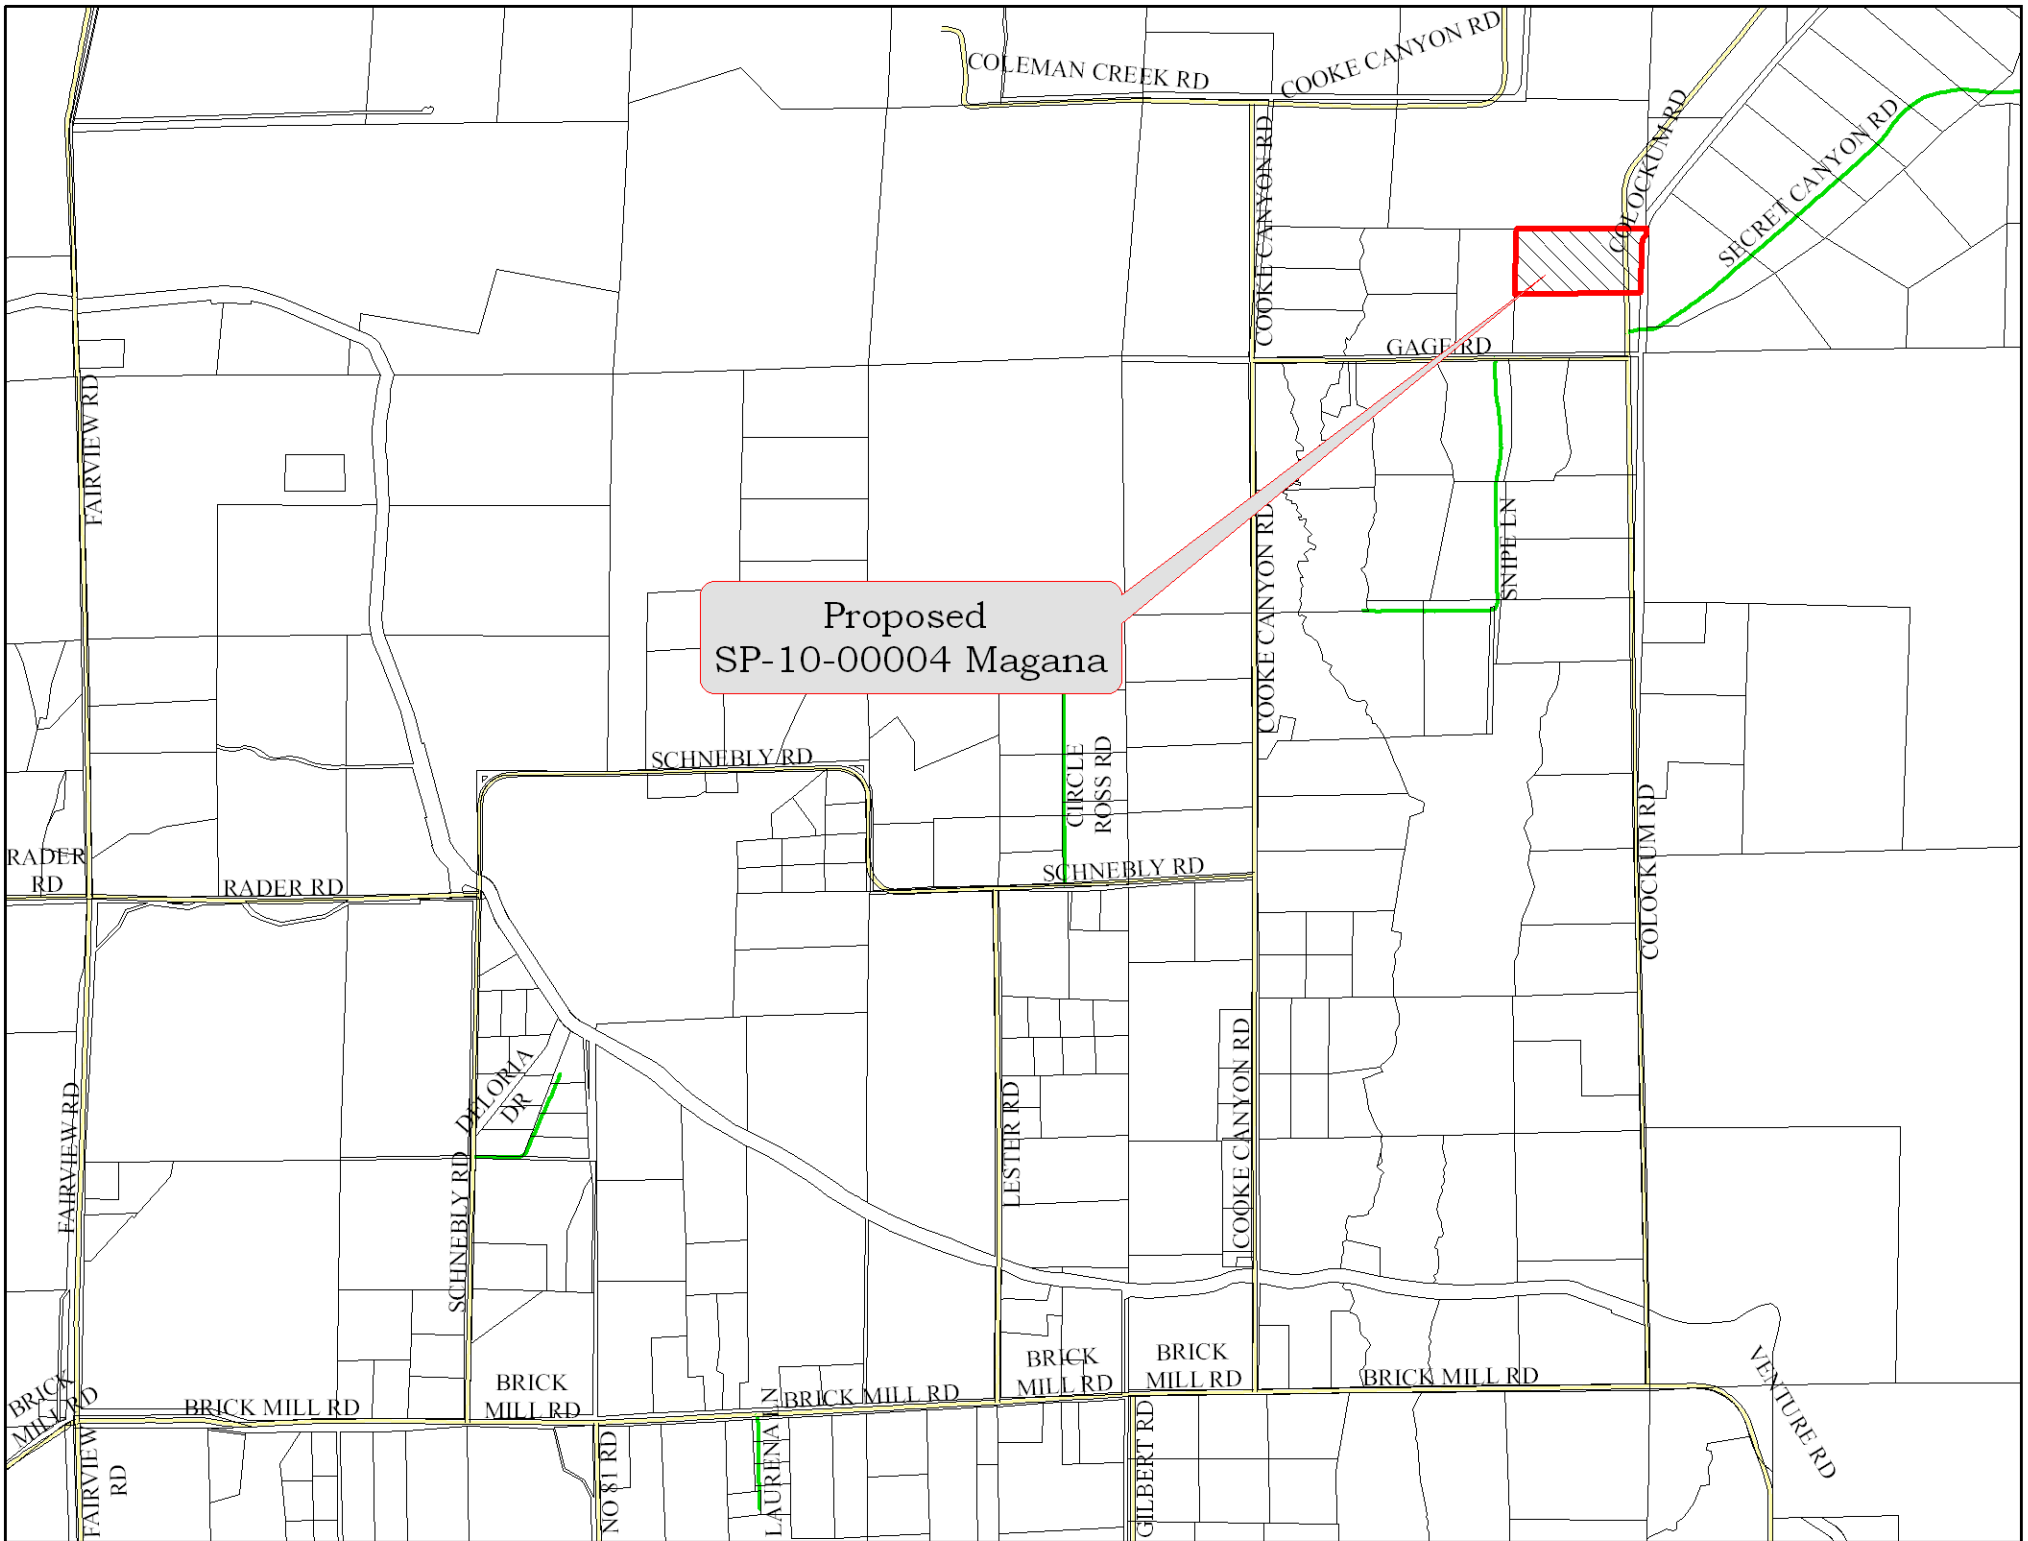 COLEMAN CREEK RD
COOKE CANYON RD
COLOCKUM RD
SECRET CANYON RD
COOKE CANYON RD
GAGE RD
FAIRVIEW RD
SNIPE LN
COOKE CANYON RD
Proposed
SP-10-00004 Magana
SCHNEBLY RD
CIRCLE
ROSS RD
COLOCKUM RD
RADER
RD
RADER RD
SCHNEBLY RD
DELORIA
DR
FAIRVIEW RD
SCHNEBLY RD
LESTER RD
COOKE CANYON RD
BRICK
MILL RD
BRICK MILL RD
BRICK
MILL RD
BRICK MILL RD
BRICK
MILL RD
BRICK
MILL RD
BRICK MILL RD
VENTURE RD
FAIRVIEW
RD
NO 81 RD
LAURENA LN
GILBERT RD